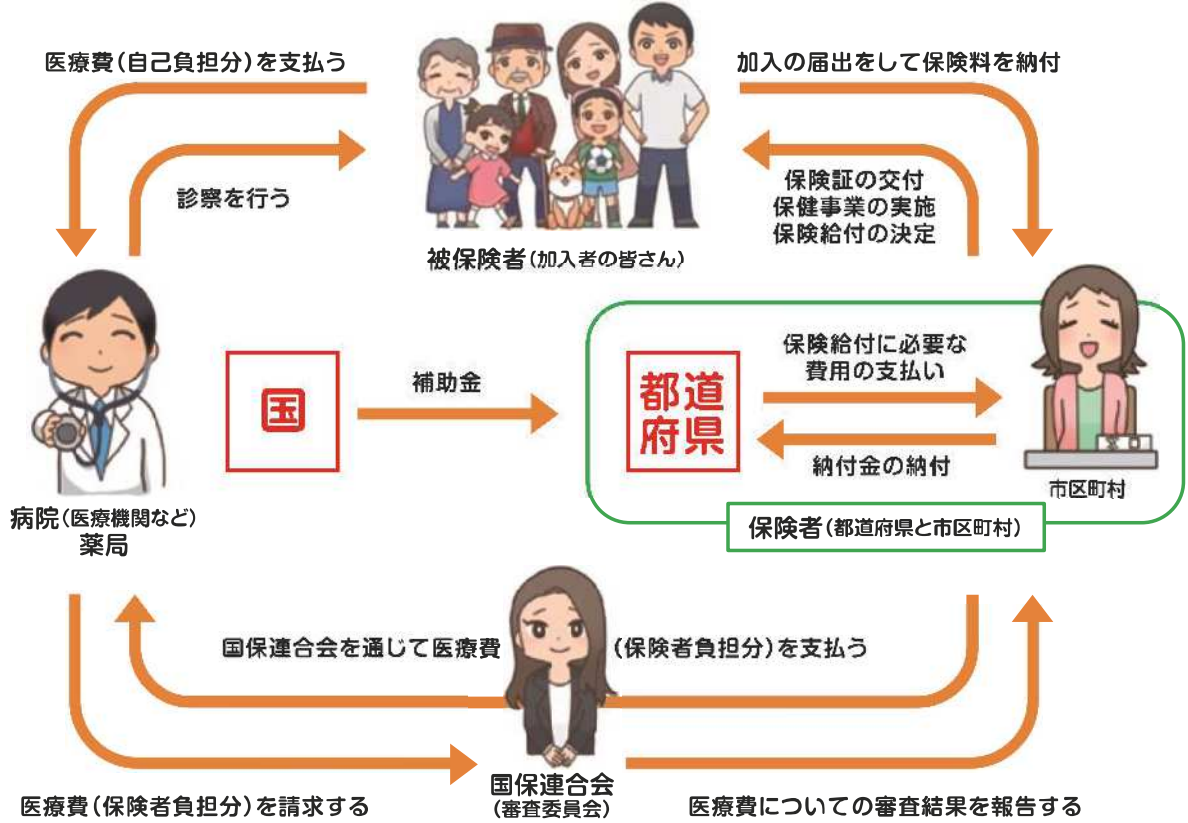 医療費(自己負担分)を支払う
加入の届出をして保険料を納付
診察を行う
保険証の交付
保健事業の実施
保険給付の決定
被保険者(加入者の皆さん)
国
補助金
都道
府県
保険給付に必要な
費用の支払い
納付金の納付
市区町村
病院(医療機関など)
薬局
保険者(都道府県と市区町村)
国保連合会を通じて医療費 (保険者負担分)を支払う
国保連合会
(審査委員会)
医療費(保険者負担分)を請求する
医療費についての審査結果を報告する